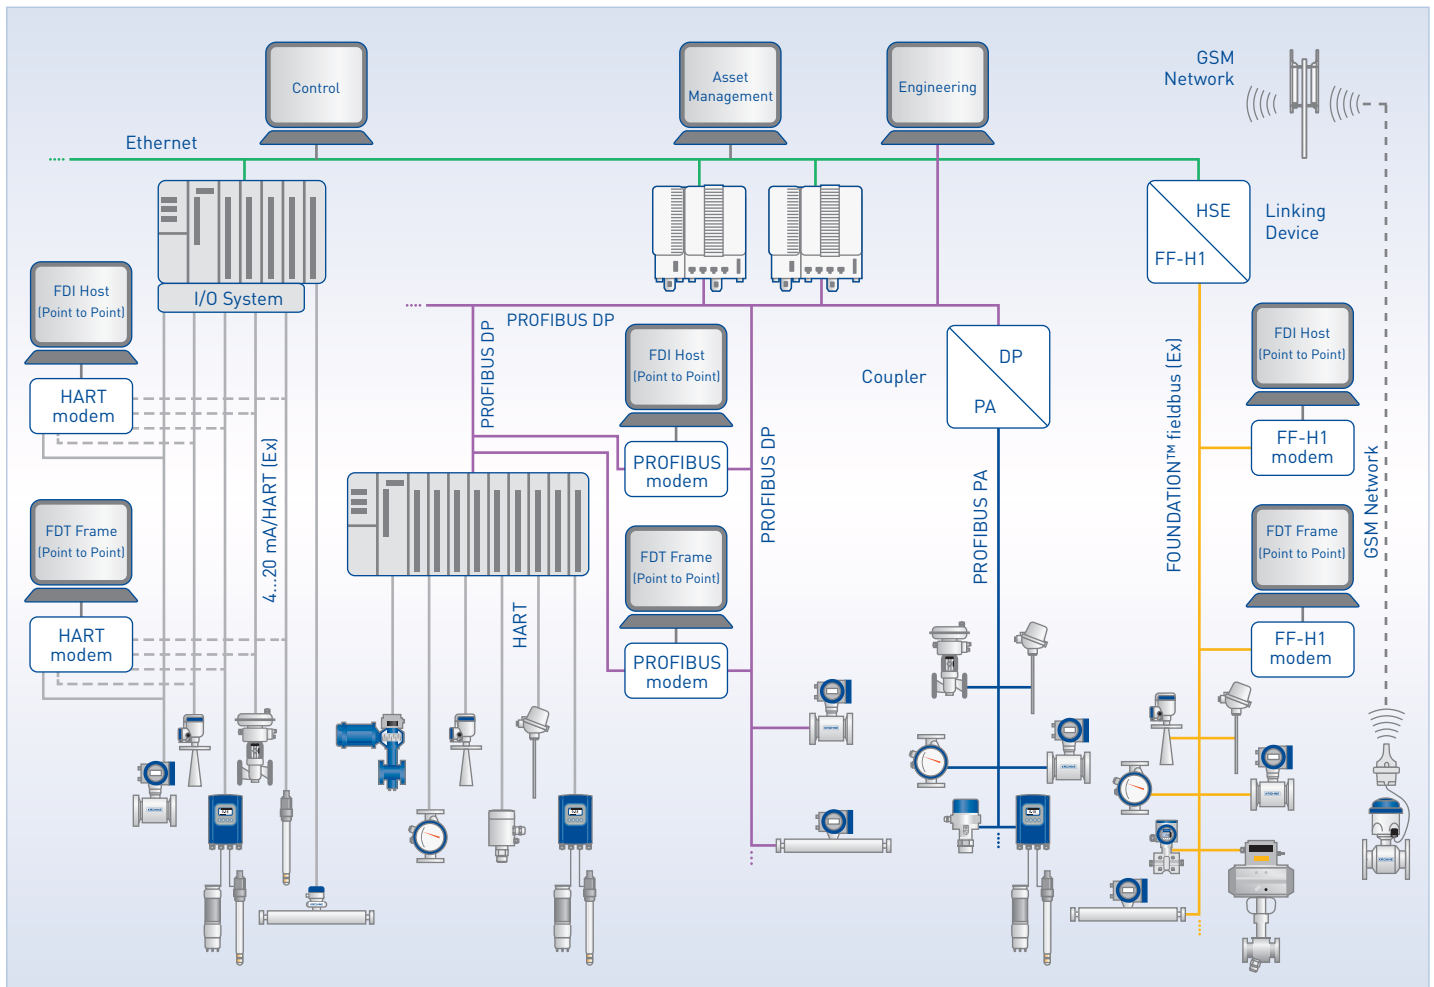 Control
Asset
Management
Engineering
GSM
Network
Ethernet
HSE
FF-H1
Linking
Device
I/O System
FDI Host
(Point to Point)
HART
modem
4...20 mA/HART (Ex)
FDT Frame
(Point to Point)
HART
modem
PROFIBUS DP
PROFIBUS DP
FDI Host
(Point to Point)
PROFIBUS
modem
PROFIBUS DP
FDT Frame
(Point to Point)
PROFIBUS
modem
HART
Coupler
DP
PA
PROFIBUS PA
FOUNDATION™ fieldbus (Ex)
FDI Host
(Point to Point)
FF-H1
modem
FDT Frame
(Point to Point)
FF-H1
modem
GSM Network